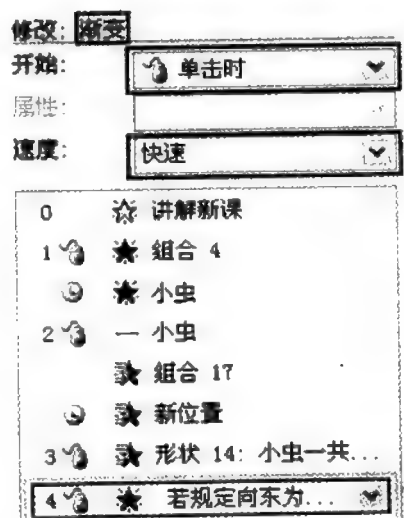 修改: 渐变
开始: 单击时
属性:
速度: 快速
0 讲解新课
1 组合 4
小虫
2 小虫
组合 17
新位置
3 形状 14: 小虫一共...
4 若规定向东为...